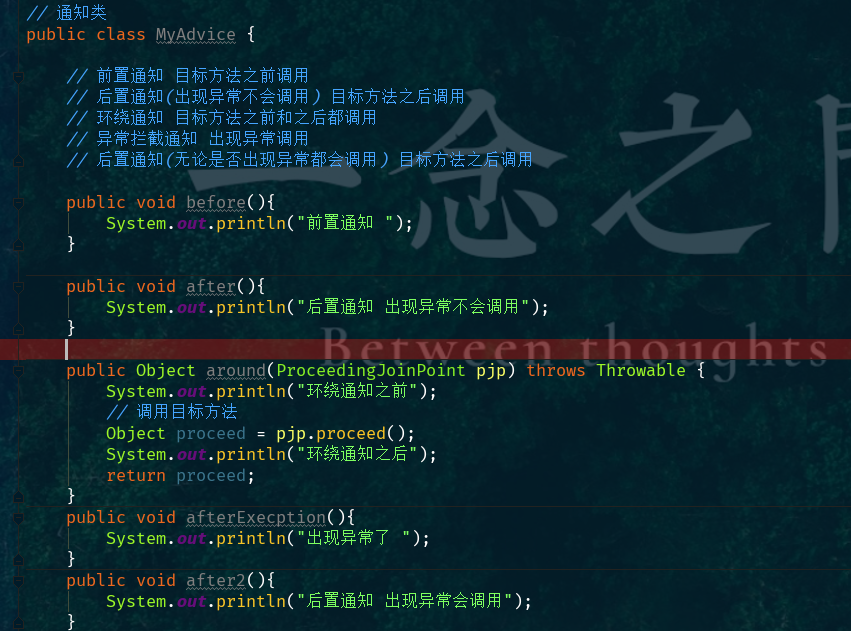 // 通知类
public class MyAdvice {
// 前置通知 目标方法之前调用
// 后置通知(出现异常不会调用) 目标方法之后调用
// 环绕通知 目标方法之前和之后都调用
// 异常拦截通知 出现异常调用
// 后置通知(无论是否出现异常都会调用) 目标方法之后调用
一念之间
public void before(){
System.out.println("前置通知 ");
}
public void after(){
System.out.println("后置通知 出现异常不会调用");
}
Between thoughts
public Object around(ProceedingJoinPoint pjp) throws Throwable {
System.out.println("环绕通知之前");
// 调用目标方法
Object proceed = pjp.proceed();
System.out.println("环绕通知之后");
return proceed;
}
public void afterExecption(){
System.out.println("出现异常了 ");
}
public void after2(){
System.out.println("后置通知 出现异常会调用");
}